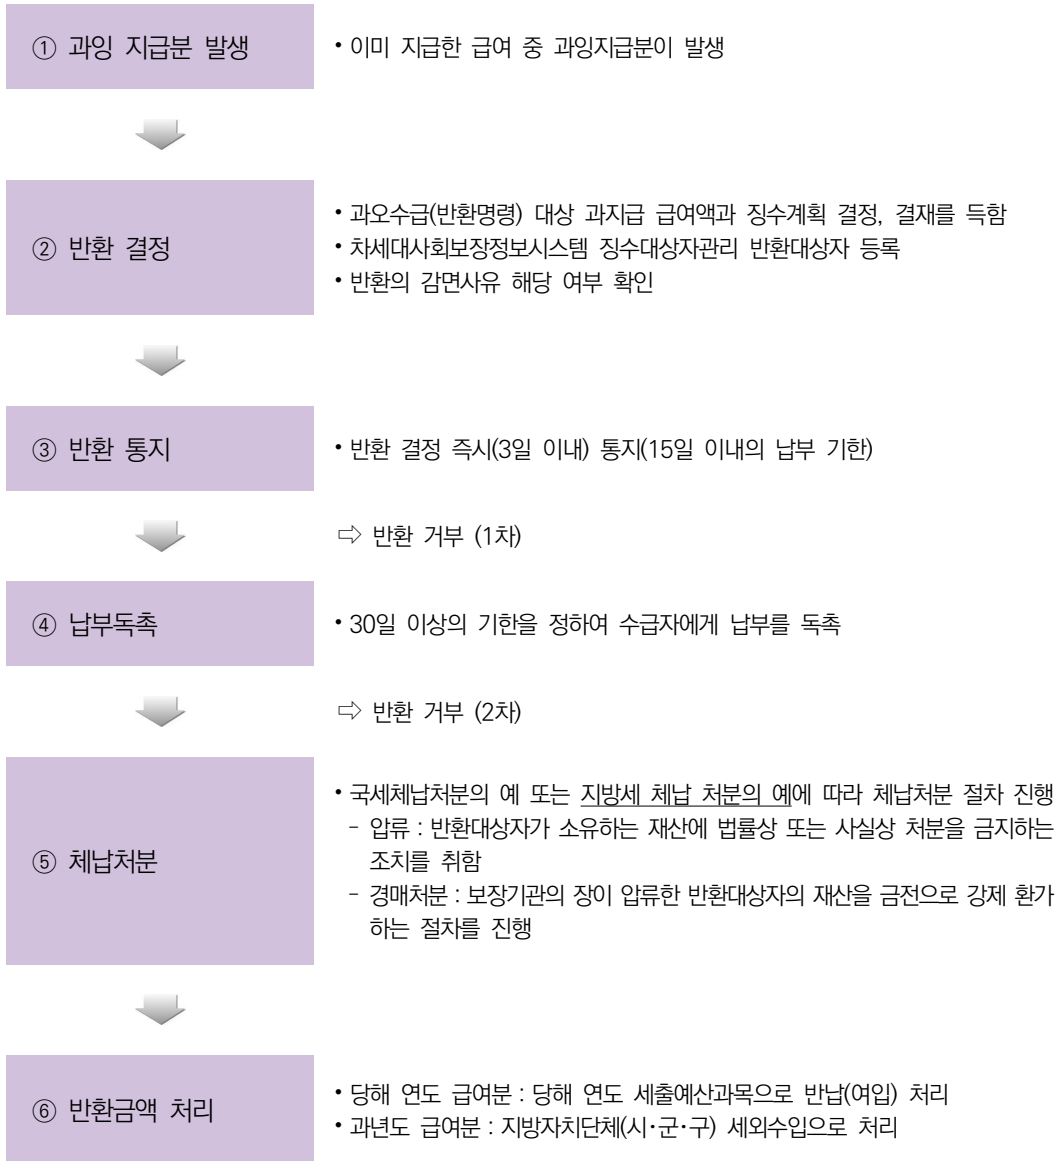 ① 과잉 지급분 발생
• 이미 지급한 급여 중 과잉지급분이 발생
② 반환 결정
• 과오수급(반환명령) 대상 과지급 급여액과 징수계획 결정, 결재를 득함
• 차세대사회보장정보시스템 징수대상자관리 반환대상자 등록
• 반환의 감면사유 해당 여부 확인
③ 반환 통지
• 반환 결정 즉시(3일 이내) 통지(15일 이내의 납부 기한)
⇨ 반환 거부 (1차)
④ 납부독촉
• 30일 이상의 기한을 정하여 수급자에게 납부를 독촉
⇨ 반환 거부 (2차)
⑤ 체납처분
• 국세체납처분의 예 또는 지방세 체납 처분의 예에 따라 체납처분 절차 진행
- 압류 : 반환대상자가 소유하는 재산에 법률상 또는 사실상 처분을 금지하는
조치를 취함
- 경매처분 : 보장기관의 장이 압류한 반환대상자의 재산을 금전으로 강제 환가
하는 절차를 진행
⑥ 반환금액 처리
• 당해 연도 급여분 : 당해 연도 세출예산과목으로 반납(여입) 처리
• 과년도 급여분 : 지방자치단체(시·군·구) 세외수입으로 처리